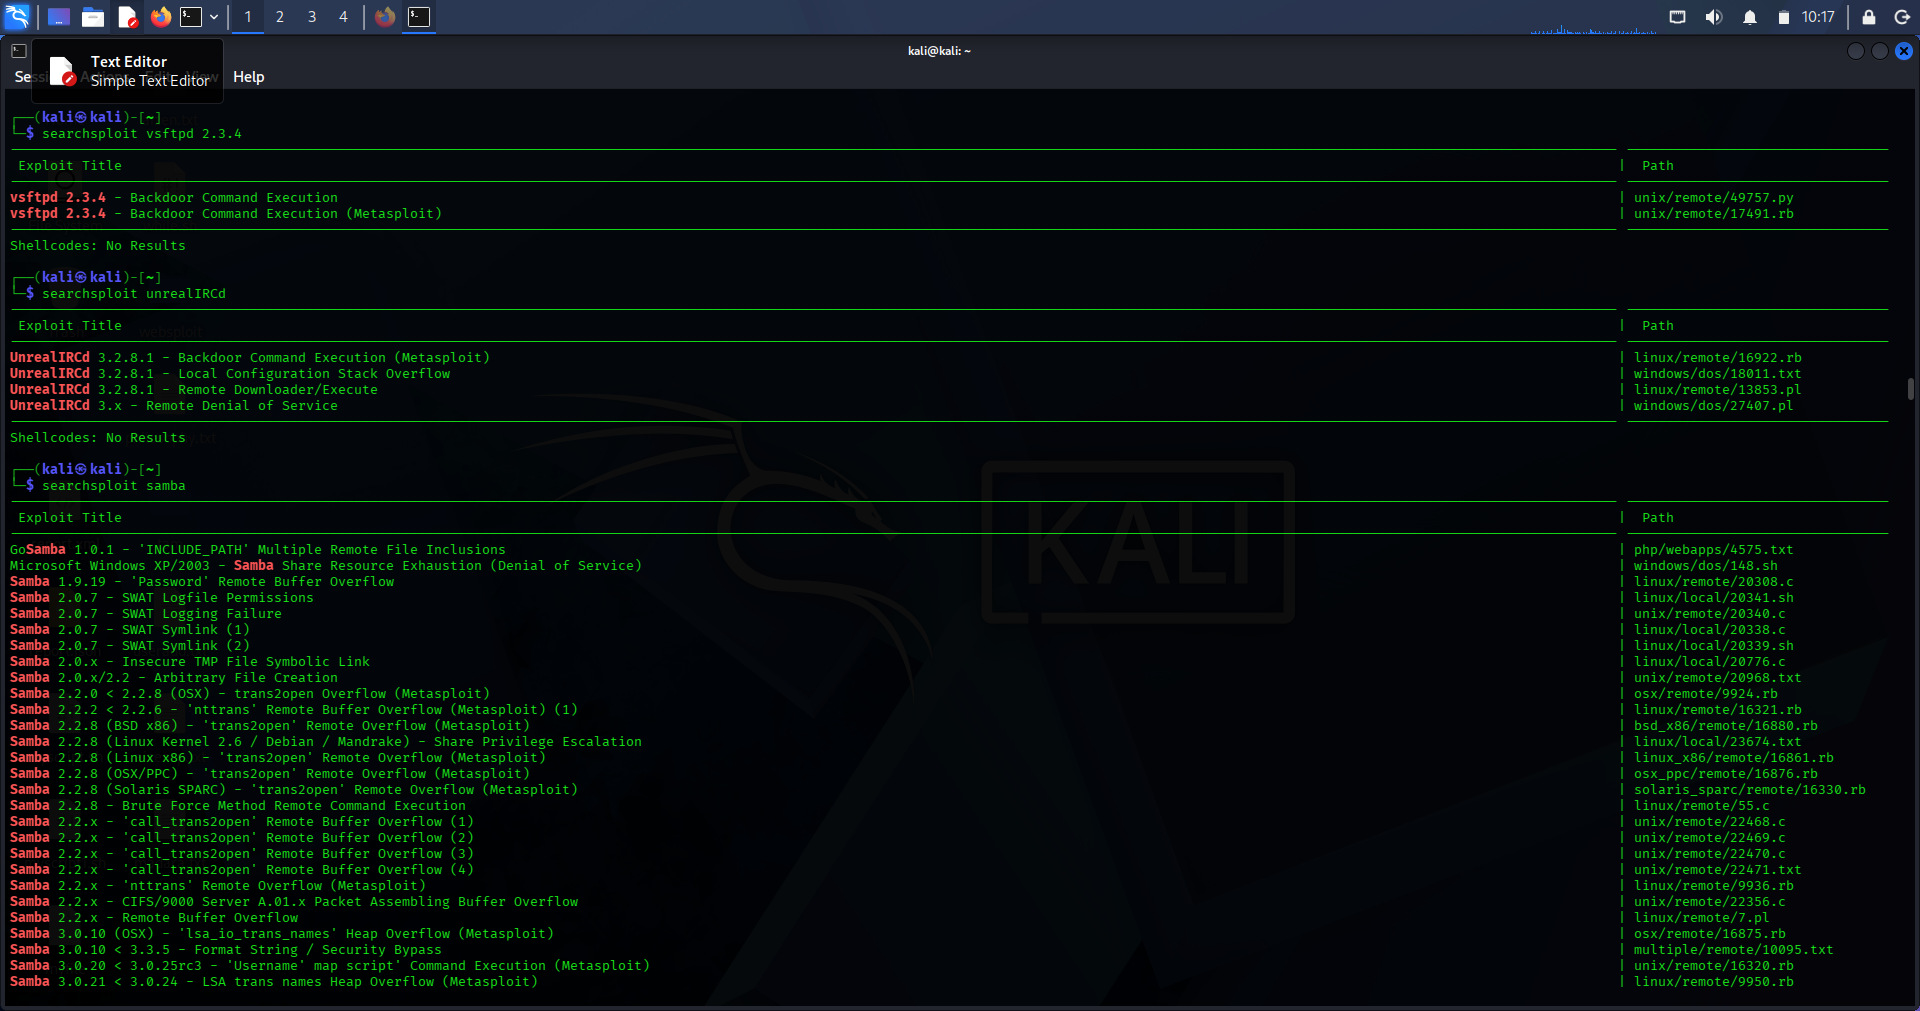 1 2 3 4 10:17
kali@kali: ~
Text Editor
Simple Text Editor
Help
(kali㉿kali)-[~]
$ searchsploit vsftpd 2.3.4
Exploit Title | Path
vsftpd 2.3.4 - Backdoor Command Execution | unix/remote/49757.py
vsftpd 2.3.4 - Backdoor Command Execution (Metasploit) | unix/remote/17491.rb
Shellcodes: No Results
(kali㉿kali)-[~]
$ searchsploit unrealIRCd
Exploit Title | Path
UnrealIRCd 3.2.8.1 - Backdoor Command Execution (Metasploit) | linux/remote/16922.rb
UnrealIRCd 3.2.8.1 - Local Configuration Stack Overflow | windows/dos/18011.txt
UnrealIRCd 3.2.8.1 - Remote Downloader/Execute | linux/remote/13853.pl
UnrealIRCd 3.x - Remote Denial of Service | windows/dos/27407.pl
Shellcodes: No Results
(kali㉿kali)-[~]
$ searchsploit samba
Exploit Title | Path
GoSamba 1.0.1 - 'INCLUDE_PATH' Multiple Remote File Inclusions | php/webapps/4575.txt
Microsoft Windows XP/2003 - Samba Share Resource Exhaustion (Denial of Service) | windows/dos/148.sh
Samba 1.9.19 - 'Password' Remote Buffer Overflow | linux/remote/20308.c
Samba 2.0.7 - SWAT Logfile Permissions | linux/local/20341.sh
Samba 2.0.7 - SWAT Logging Failure | unix/remote/20340.c
Samba 2.0.7 - SWAT Symlink (1) | linux/local/20338.c
Samba 2.0.7 - SWAT Symlink (2) | linux/local/20339.sh
Samba 2.0.x - Insecure TMP File Symbolic Link | linux/local/20776.c
Samba 2.0.x/2.2 - Arbitrary File Creation | unix/remote/20968.txt
Samba 2.2.0 < 2.2.8 (OSX) - trans2open Overflow (Metasploit) | osx/remote/9924.rb
Samba 2.2.2 < 2.2.6 - 'nttrans' Remote Buffer Overflow (Metasploit) (1) | linux/remote/16321.rb
Samba 2.2.8 (BSD x86) - 'trans2open' Remote Overflow (Metasploit) | bsd_x86/remote/16880.rb
Samba 2.2.8 (Linux Kernel 2.6 / Debian / Mandrake) - Share Privilege Escalation | linux/local/23674.txt
Samba 2.2.8 (Linux x86) - 'trans2open' Remote Overflow (Metasploit) | linux_x86/remote/16861.rb
Samba 2.2.8 (OSX/PPC) - 'trans2open' Remote Overflow (Metasploit) | osx_ppc/remote/16876.rb
Samba 2.2.8 (Solaris SPARC) - 'trans2open' Remote Overflow (Metasploit) | solaris_sparc/remote/16330.rb
Samba 2.2.8 - Brute Force Method Remote Command Execution | linux/remote/55.c
Samba 2.2.x - 'call_trans2open' Remote Buffer Overflow (1) | unix/remote/22468.c
Samba 2.2.x - 'call_trans2open' Remote Buffer Overflow (2) | unix/remote/22469.c
Samba 2.2.x - 'call_trans2open' Remote Buffer Overflow (3) | unix/remote/22470.c
Samba 2.2.x - 'call_trans2open' Remote Buffer Overflow (4) | unix/remote/22471.txt
Samba 2.2.x - 'nttrans' Remote Overflow (Metasploit) | linux/remote/9936.rb
Samba 2.2.x - CIFS/9000 Server A.01.x Packet Assembling Buffer Overflow | unix/remote/22356.c
Samba 2.2.x - Remote Buffer Overflow | linux/remote/7.pl
Samba 3.0.10 (OSX) - 'lsa_io_trans_names' Heap Overflow (Metasploit) | osx/remote/16875.rb
Samba 3.0.10 < 3.3.5 - Format String / Security Bypass | multiple/remote/10095.txt
Samba 3.0.20 < 3.0.25rc3 - 'Username' map script' Command Execution (Metasploit) | unix/remote/16320.rb
Samba 3.0.21 < 3.0.24 - LSA trans names Heap Overflow (Metasploit) | linux/remote/9950.rb
KALI